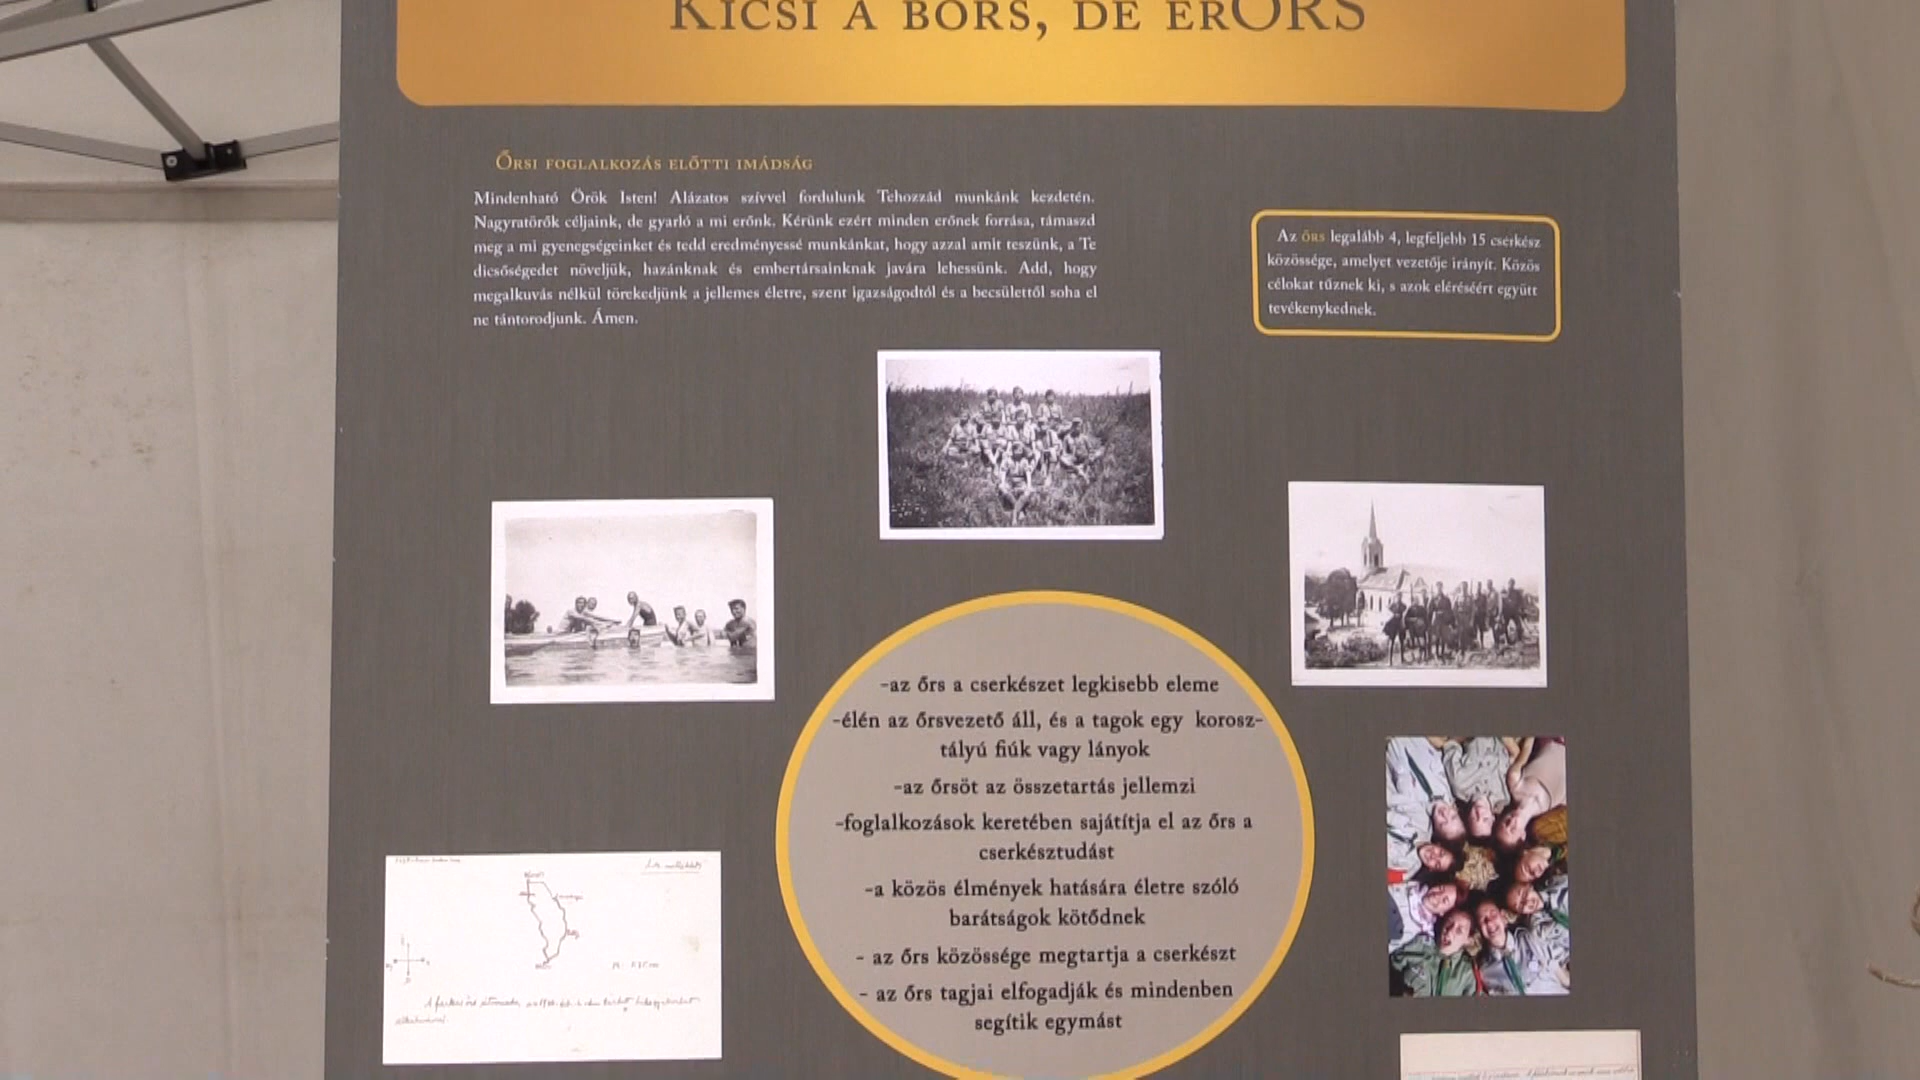 KICSI A BORS, DE ERŐRS
ŐRSI FOGLALKOZÁS ELŐTTI IMÁDSÁG
Mindenható Örök Isten! Alázatos szívvel fordulunk Tehozzád munkánk kezdetén.
Nagyratörők céljaink, de gyarló a mi erőnk. Kérünk ezért minden erőnek forrása, támaszd
meg a mi gyenegségeinket és tedd eredményessé munkánkat, hogy azzal amit teszünk, a Te
dicsőségedet növeljük, hazánknak és embertársainknak javára lehessünk. Add, hogy
megalkuvás nélkül törekedjünk a jellemes életre, szent igazságodtól és a becsülettől soha el
ne tántorodjunk. Ámen.
Az őrs legalább 4, legfeljebb 15 cserkész
közössége, amelyet vezetője irányít. Közös
célokat tűznek ki, s azok eléréséért együtt
tevékenykednek.
-az őrs a cserkészet legkisebb eleme
-élén az őrsvezető áll, és a tagok egy korosz-
tályú fiúk vagy lányok
-az őrsöt az összetartás jellemzi
-foglalkozások keretében sajátítja el az őrs a
cserkésztudást
-a közös élmények hatására életre szóló
barátságok kötődnek
- az őrs közössége megtartja a cserkészt
- az őrs tagjai elfogadják és mindenben
segítik egymást